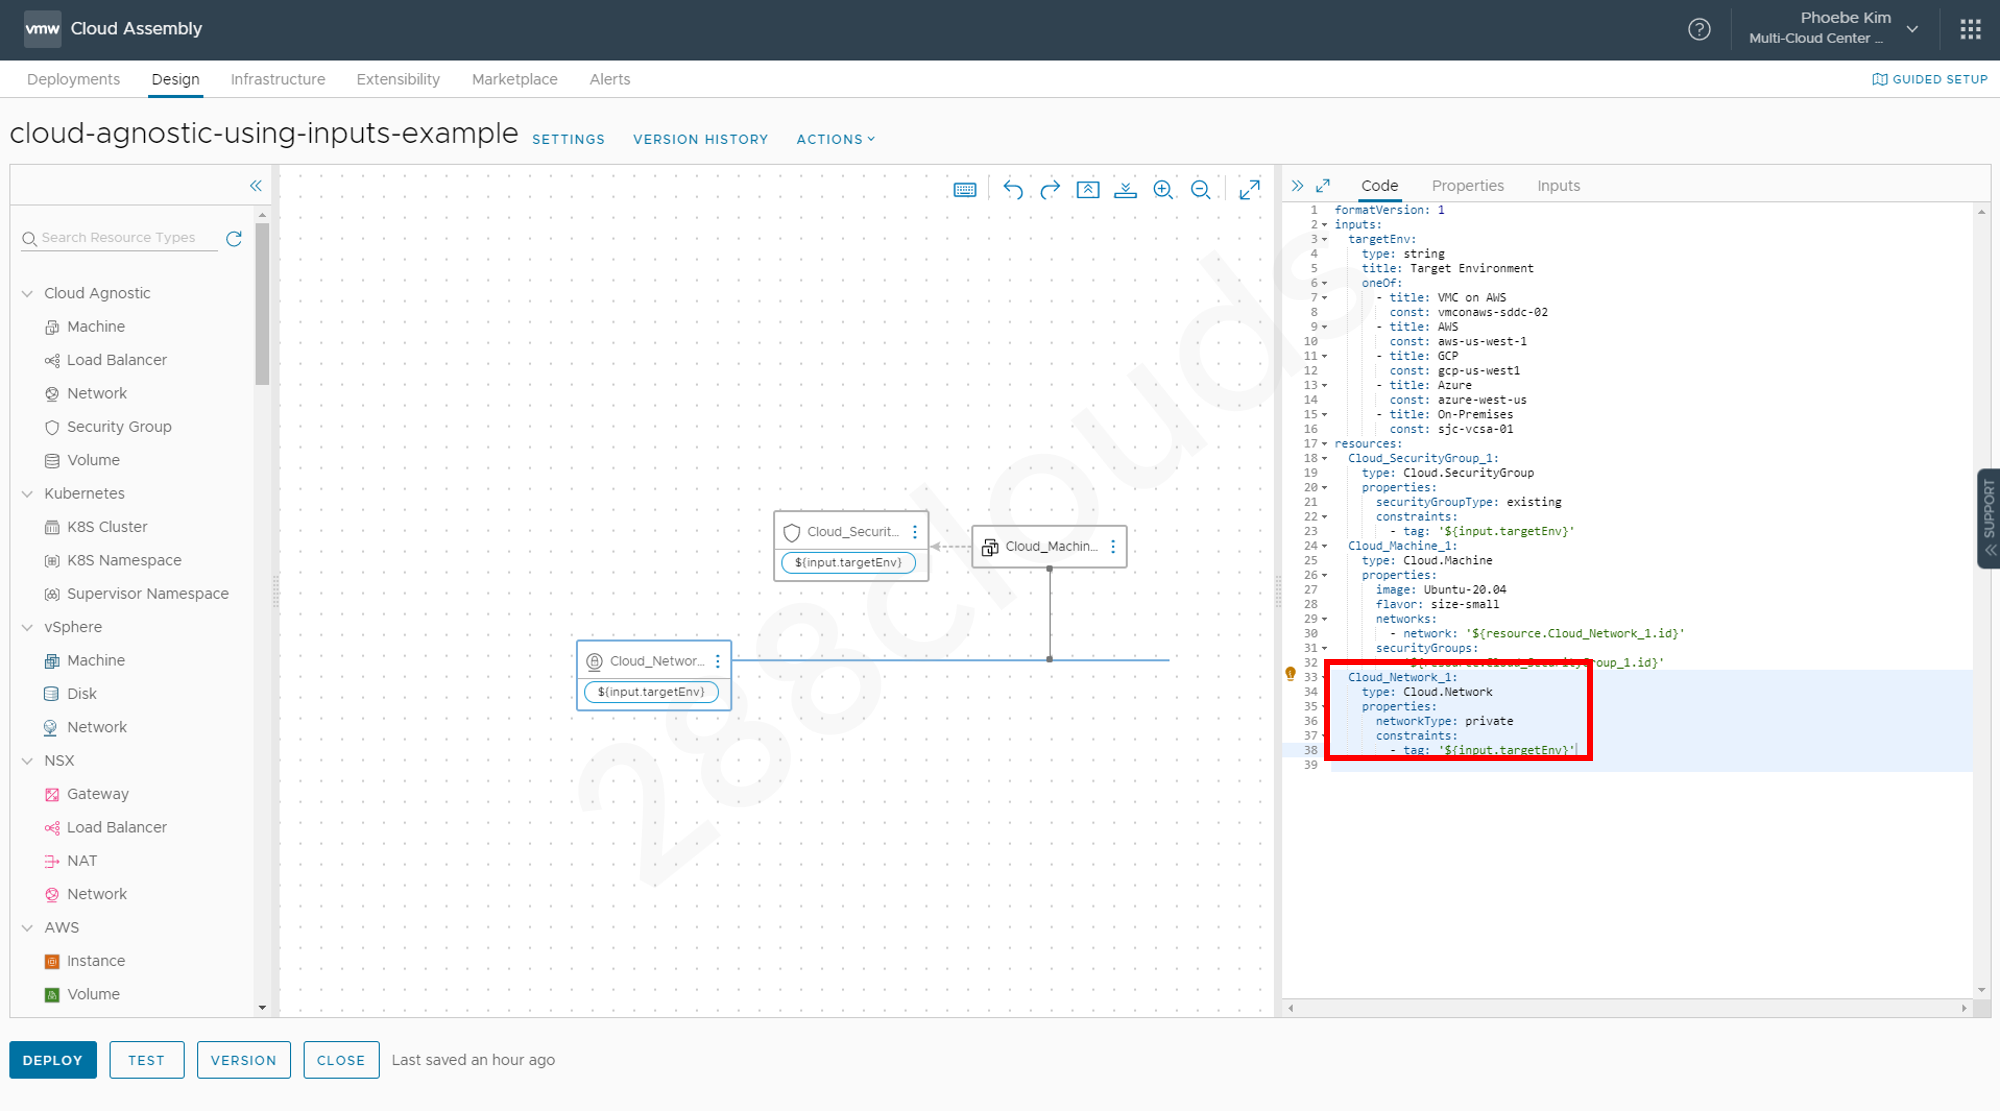 vmw Cloud Assembly
Phoebe Kim
Multi-Cloud Center ...
Deployments Design Infrastructure Extensibility Marketplace Alerts
GUIDED SETUP
cloud-agnostic-using-inputs-example SETTINGS VERSION HISTORY ACTIONS
Search Resource Types
Cloud Agnostic
Machine
Load Balancer
Network
Security Group
Volume
Kubernetes
K8S Cluster
K8S Namespace
Supervisor Namespace
vSphere
Machine
Disk
Network
NSX
Gateway
Load Balancer
NAT
Network
AWS
Instance
Volume
Cloud_Securit...
${input.targetEnv}
Cloud_Machin...
Cloud_Networ...
${input.targetEnv}
288clouds
Code Properties Inputs
1 formatVersion: 1
2 inputs:
3 targetEnv:
4 type: string
5 title: Target Environment
6 oneOf:
7 - title: VMC on AWS
8 const: vmconaws-sddc-02
9 - title: AWS
10 const: aws-us-west-1
11 - title: GCP
12 const: gcp-us-west1
13 - title: Azure
14 const: azure-west-us
15 - title: On-Premises
16 const: sjc-vcsa-01
17 resources:
18 Cloud_SecurityGroup_1:
19 type: Cloud.SecurityGroup
20 properties:
21 securityGroupType: existing
22 constraints:
23 - tag: '${input.targetEnv}'
24 Cloud_Machine_1:
25 type: Cloud.Machine
26 properties:
27 image: Ubuntu-20.04
28 flavor: size-small
29 networks:
30 - network: '${resource.Cloud_Network_1.id}'
31 securityGroups:
32 '${resource.Cloud_SecurityGroup_1.id}'
33 Cloud_Network_1:
34 type: Cloud.Network
35 properties:
36 networkType: private
37 constraints:
38 - tag: '${input.targetEnv}'
39
SUPPORT
DEPLOY TEST VERSION CLOSE Last saved an hour ago